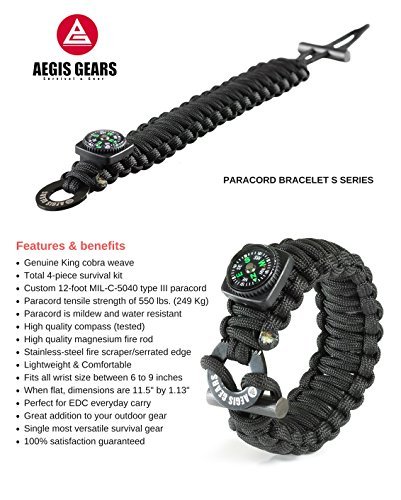 AEGIS GEARS
Survival & Gear
PARACORD BRACELET S SERIES
Features & benefits
• Genuine King cobra weave
• Total 4-piece survival kit
• Custom 12-foot MIL-C-5040 type III paracord
• Paracord tensile strength of 550 lbs. (249 Kg)
• Paracord is mildew and water resistant
• High quality compass (tested)
• High quality magnesium fire rod
• Stainless-steel fire scraper/serrated edge
• Lightweight & Comfortable
• Fits all wrist size between 6 to 9 inches
• When flat, dimensions are 11.5" by 1.13"
• Perfect for EDC everyday carry
• Great addition to your outdoor gear
• Single most versatile survival gear
• 100% satisfaction guaranteed
AEGIS GEARS
AEGIS GEARS